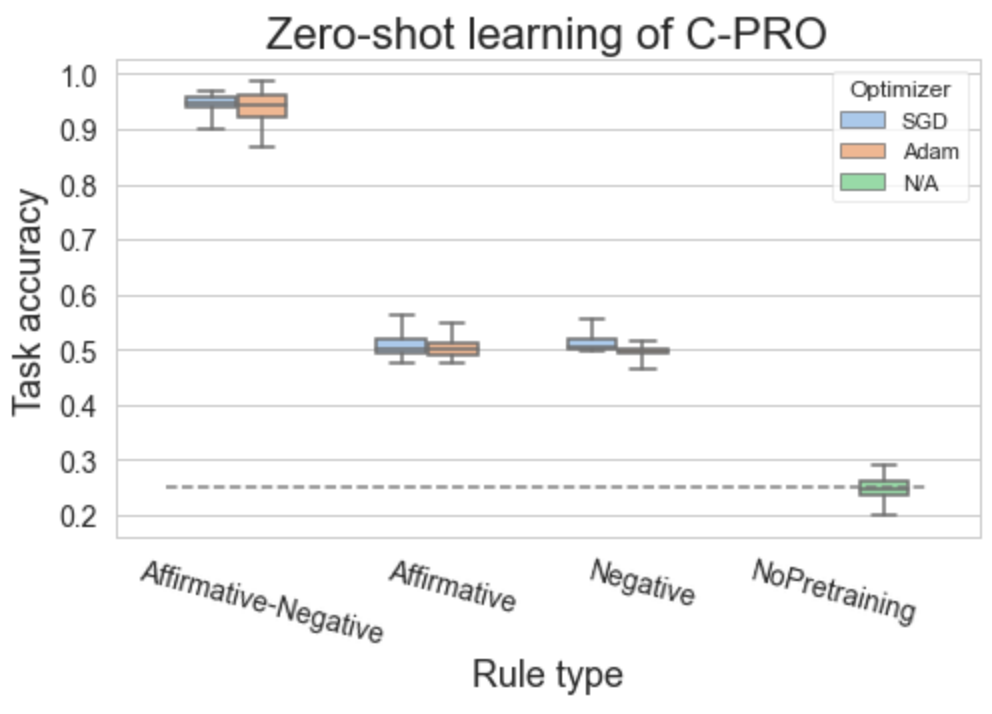 Zero-shot learning of C-PRO
Optimizer
SGD
Adam
N/A
Task accuracy
1.0
0.9
0.8
0.7
0.6
0.5
0.4
0.3
0.2
Affirmative-Negative
Affirmative
Negative
NoPretraining
Rule type